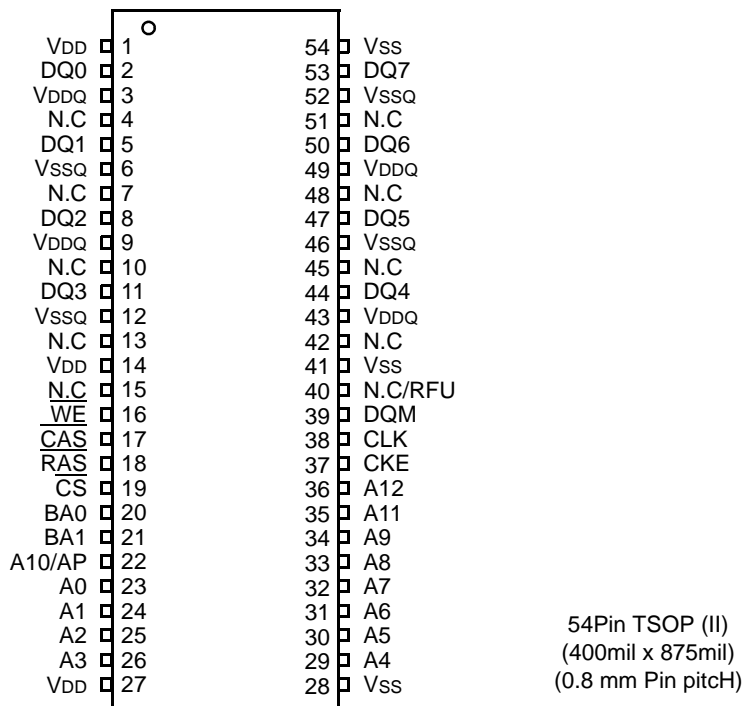 VDD 1 54 VSS
DQ0 2 53 DQ7
VDDQ 3 52 VSSQ
N.C 4 51 N.C
DQ1 5 50 DQ6
VSSQ 6 49 VDDQ
N.C 7 48 N.C
DQ2 8 47 DQ5
VDDQ 9 46 VSSQ
N.C 10 45 N.C
DQ3 11 44 DQ4
VSSQ 12 43 VDDQ
N.C 13 42 N.C
VDD 14 41 VSS
N.C 15 40 N.C/RFU
WE 16 39 DQM
CAS 17 38 CLK
RAS 18 37 CKE
CS 19 36 A12
BA0 20 35 A11
BA1 21 34 A9
A10/AP 22 33 A8
A0 23 32 A7
A1 24 31 A6
A2 25 30 A5
A3 26 29 A4
VDD 27 28 VSS
54Pin TSOP (II)
(400mil x 875mil)
(0.8 mm Pin pitcH)